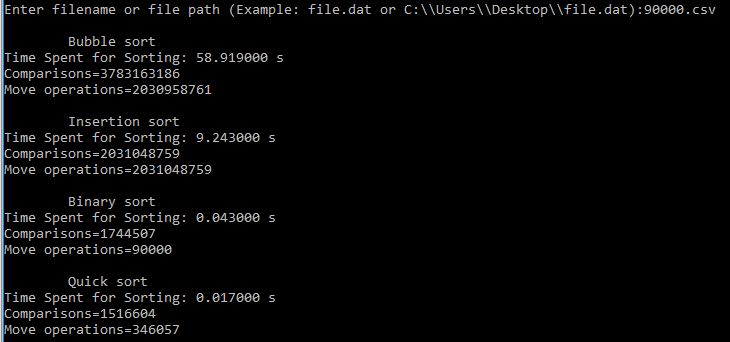 Enter filename or file path (Example: file.dat or C:\\Users\\Desktop\\file.dat):90000.csv
Bubble sort
Time Spent for Sorting: 58.919000 s
Comparisons=3783163186
Move operations=2030958761
Insertion sort
Time Spent for Sorting: 9.243000 s
Comparisons=2031048759
Move operations=2031048759
Binary sort
Time Spent for Sorting: 0.043000 s
Comparisons=1744507
Move operations=90000
Quick sort
Time Spent for Sorting: 0.017000 s
Comparisons=1516604
Move operations=346057